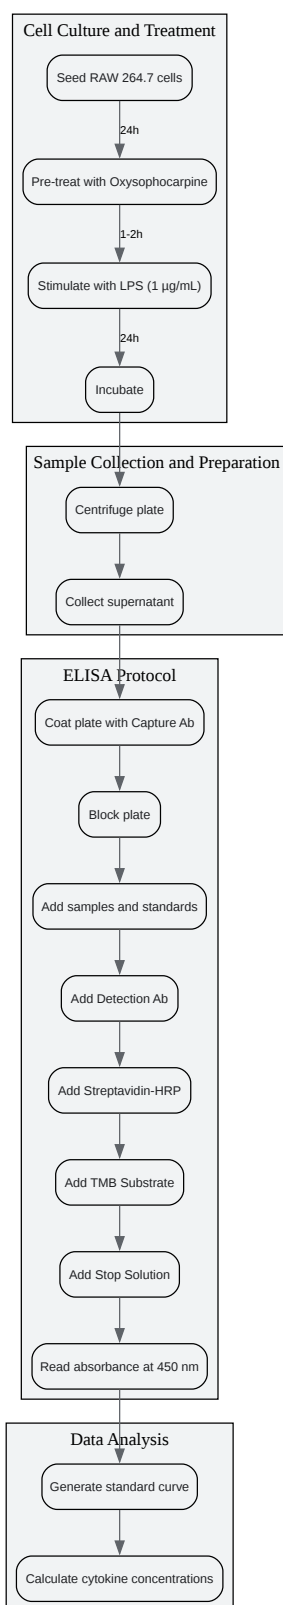 Cell Culture and Treatment
Seed RAW 264.7 cells
24h
Pre-treat with Oxysophocarpine
1-2h
Stimulate with LPS (1 µg/mL)
24h
Incubate
Sample Collection and Preparation
Centrifuge plate
Collect supernatant
ELISA Protocol
Coat plate with Capture Ab
Block plate
Add samples and standards
Add Detection Ab
Add Streptavidin-HRP
Add TMB Substrate
Add Stop Solution
Read absorbance at 450 nm
Data Analysis
Generate standard curve
Calculate cytokine concentrations